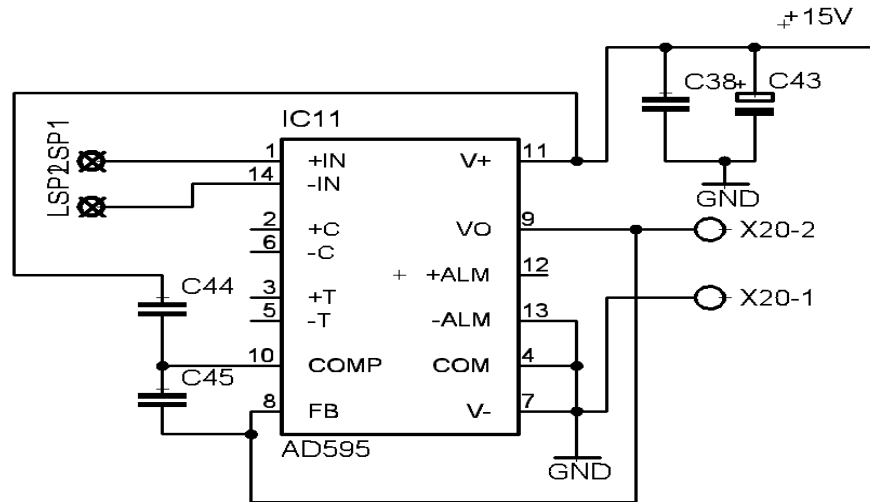 +15V
C38
+
C43
IC11
LSP1
LSP2
1
+IN
V+
11
14
-IN
GND
2
+C
VO
9
X20-2
6
-C
+ALM
12
C44
3
+T
X20-1
5
-T
-ALM
13
10
COMP
COM
4
C45
8
FB
V-
7
AD595
GND